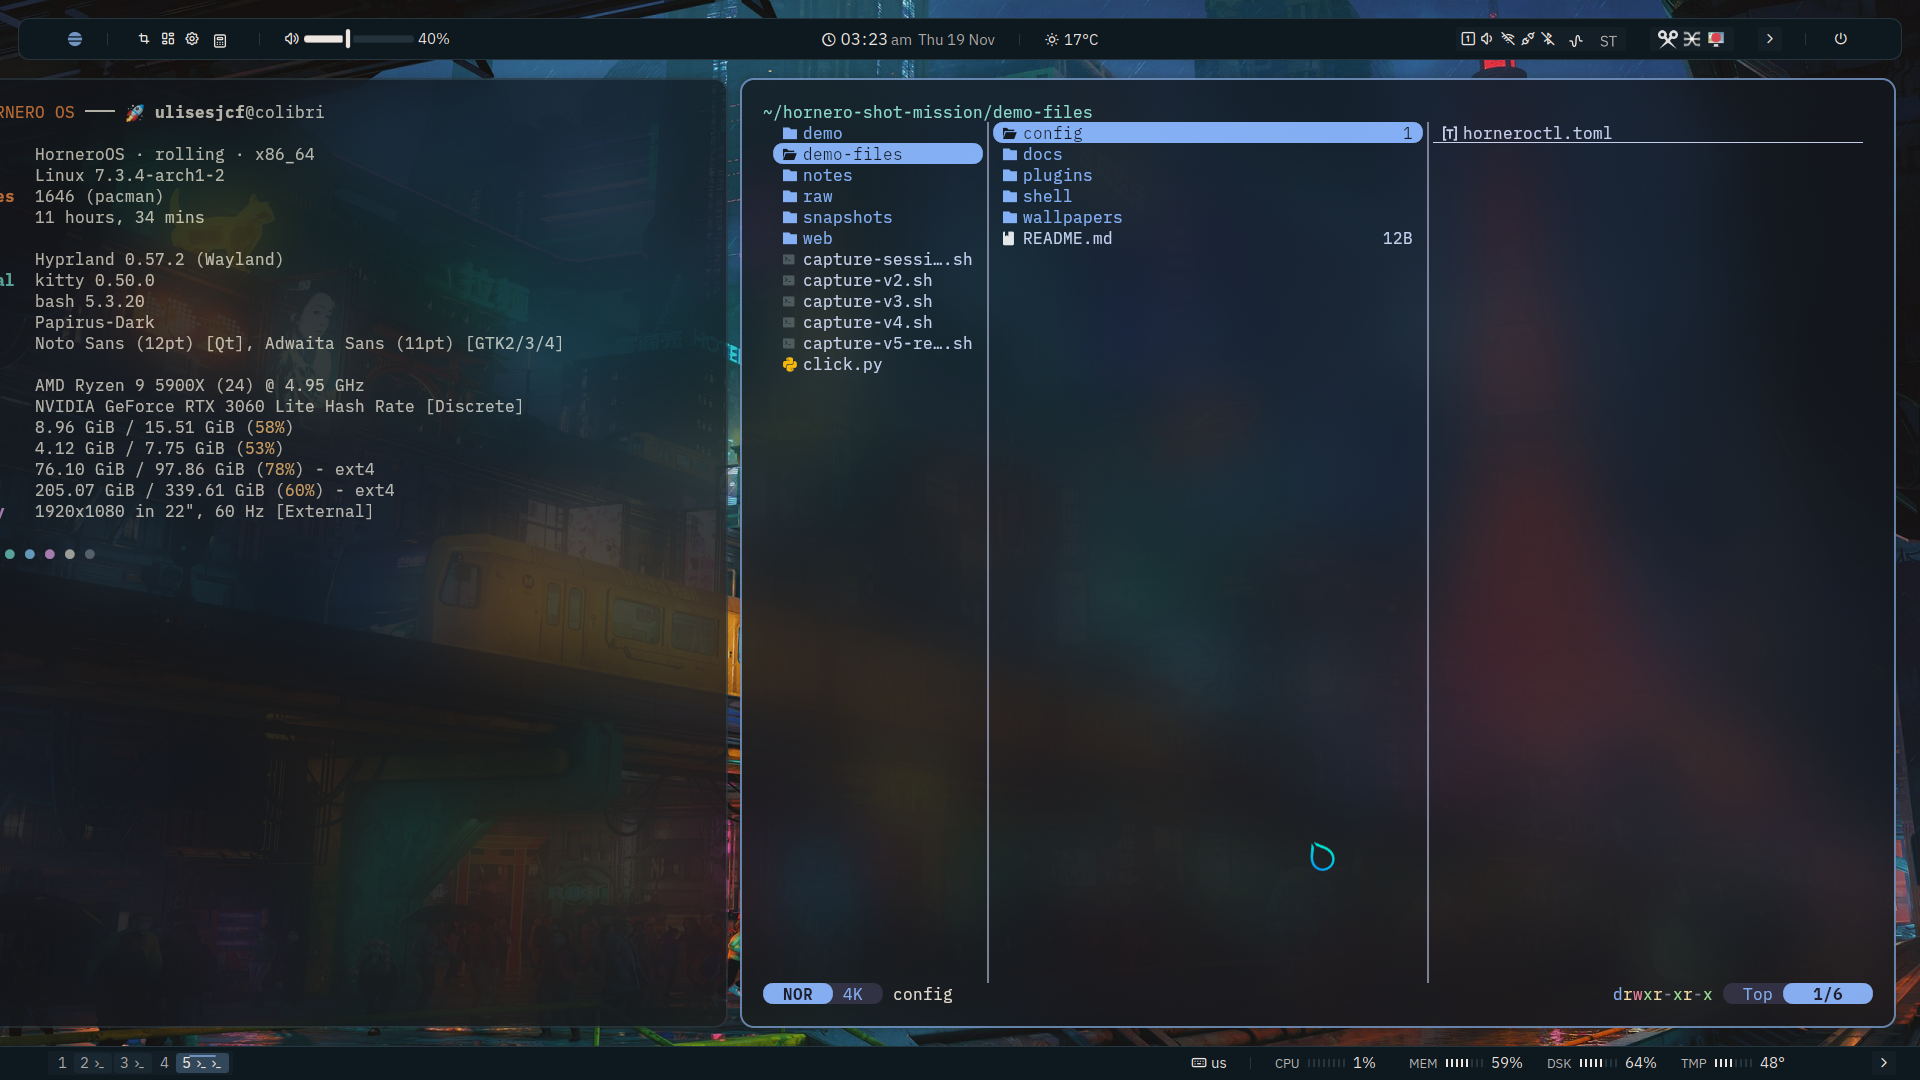 40%
03:23 am Thu 19 Nov
17°C
ST
RNERO OS
ulisesjcf@colibri
HorneroOS · rolling · x86_64
Linux 7.3.4-arch1-2
es 1646 (pacman)
11 hours, 34 mins
Hyprland 0.57.2 (Wayland)
al kitty 0.50.0
bash 5.3.20
Papirus-Dark
Noto Sans (12pt) [Qt], Adwaita Sans (11pt) [GTK2/3/4]
AMD Ryzen 9 5900X (24) @ 4.95 GHz
NVIDIA GeForce RTX 3060 Lite Hash Rate [Discrete]
8.96 GiB / 15.51 GiB (58%)
4.12 GiB / 7.75 GiB (53%)
76.10 GiB / 97.86 GiB (78%) - ext4
205.07 GiB / 339.61 GiB (60%) - ext4
y 1920x1080 in 22", 60 Hz [External]
~/hornero-shot-mission/demo-files
demo
demo-files
notes
raw
snapshots
web
capture-sessi….sh
capture-v2.sh
capture-v3.sh
capture-v4.sh
capture-v5-re….sh
click.py
config 1
docs
plugins
shell
wallpapers
README.md 12B
[T] horneroctl.toml
NOR 4K config
drwxr-xr-x Top 1/6
1 2 3 4 5
us
CPU 1%
MEM 59%
DSK 64%
TMP 48°